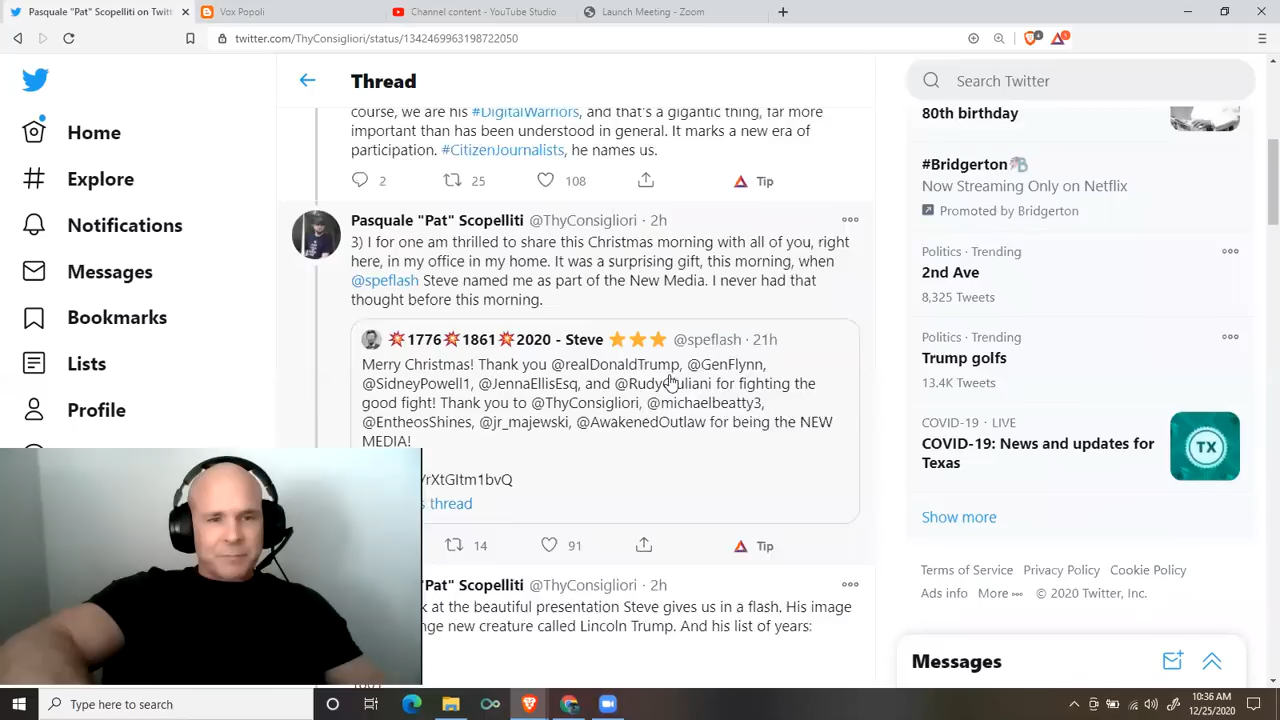 Pasquale "Pat" Scopelliti on Twitt
Vox Popoli
Channel content - YouTube Studio
Launch Meeting - Zoom
twitter.com/ThyConsigliori/status/1342469963198722050
Home
Explore
Notifications
Messages
Bookmarks
Lists
Profile
Thread
course, we are his #DigitalWarriors, and that's a gigantic thing, far more
important than has been understood in general. It marks a new era of
participation. #CitizenJournalists, he names us.
2 25 108 Tip
Pasquale "Pat" Scopelliti @ThyConsigliori · 2h
3) I for one am thrilled to share this Christmas morning with all of you, right
here, in my office in my home. It was a surprising gift, this morning, when
@speflash Steve named me as part of the New Media. I never had that
thought before this morning.
1776 1861 2020 - Steve @speflash · 21h
Merry Christmas! Thank you @realDonaldTrump, @GenFlynn,
@SidneyPowell1, @JennaEllisEsq, and @RudyGiuliani for fighting the
good fight! Thank you to @ThyConsigliori, @michaelbeatty3,
@EntheosShines, @jr_majewski, @AwakenedOutlaw for being the NEW
MEDIA!
rXtGItm1bvQ
thread
14 91 Tip
"Pat" Scopelliti @ThyConsigliori · 2h
k at the beautiful presentation Steve gives us in a flash. His image
nge new creature called Lincoln Trump. And his list of years:
Search Twitter
80th birthday
#Bridgerton
Now Streaming Only on Netflix
Promoted by Bridgerton
Politics · Trending
2nd Ave
8,325 Tweets
Politics · Trending
Trump golfs
13.4K Tweets
COVID-19 · LIVE
COVID-19: News and updates for
Texas
TX
Show more
Terms of Service Privacy Policy Cookie Policy
Ads info More © 2020 Twitter, Inc.
Messages
Type here to search
10:36 AM
12/25/2020